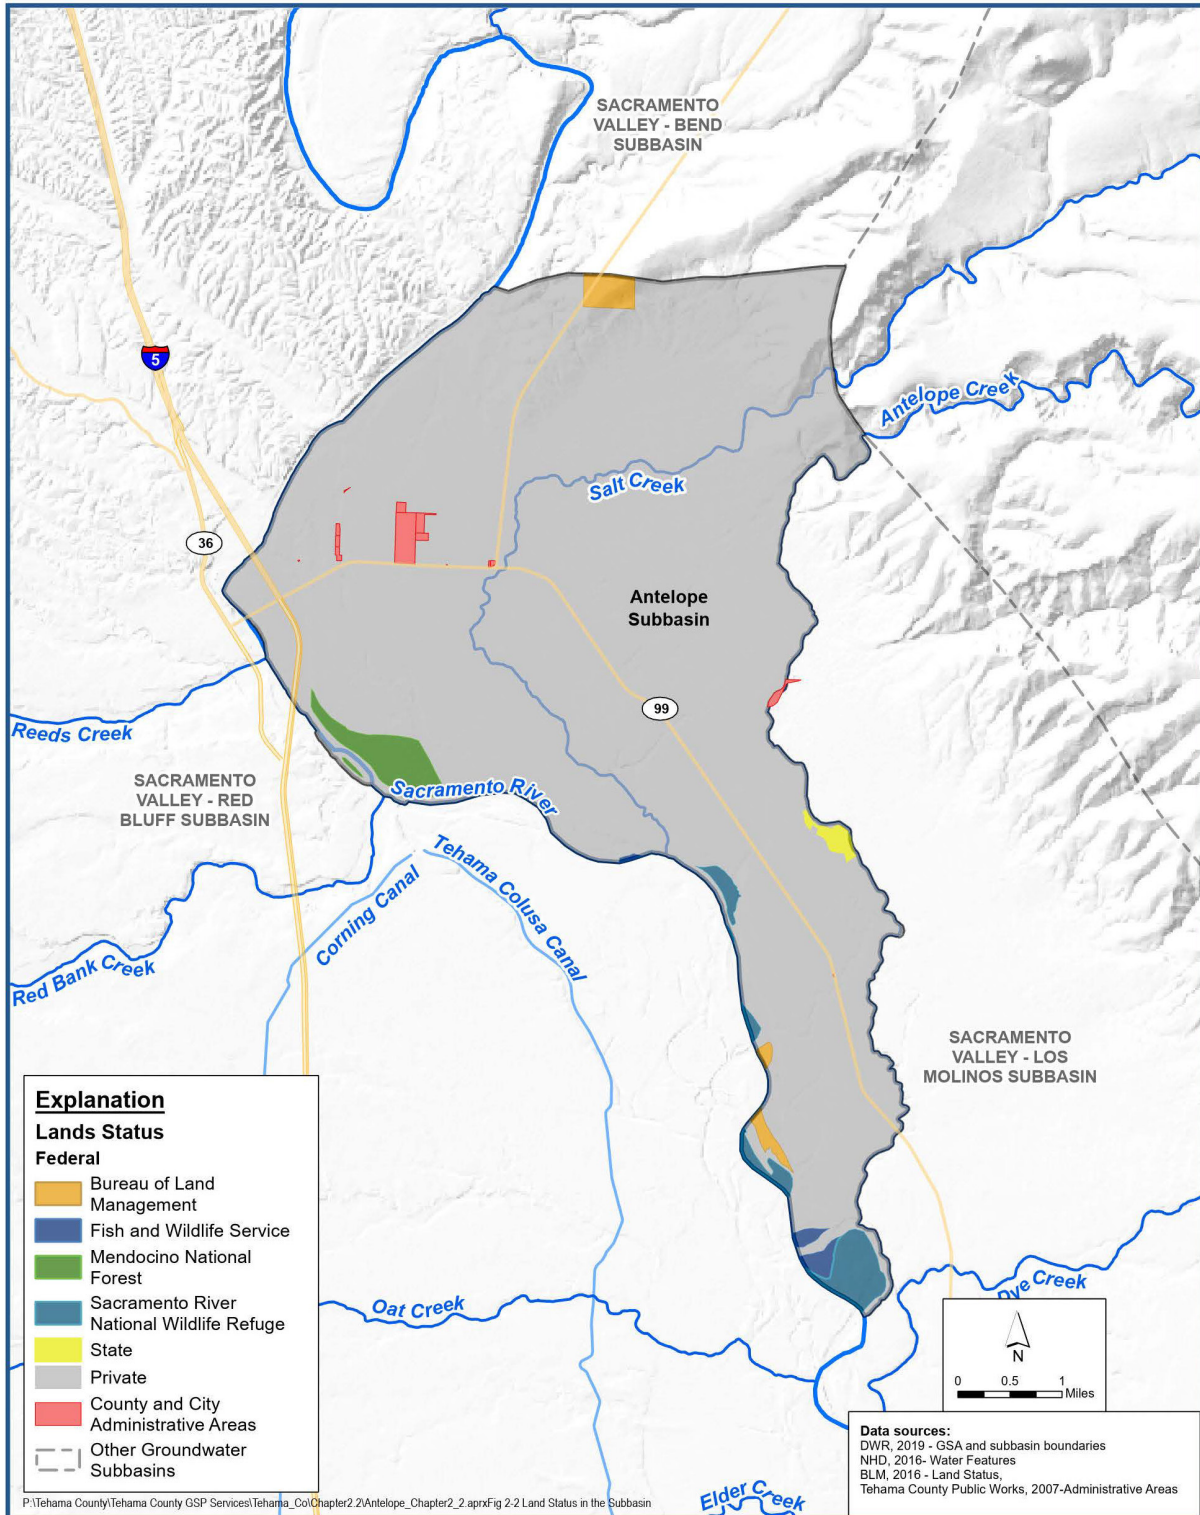 SACRAMENTO
VALLEY - BEND
SUBBASIN
5
Antelope Creek
Salt Creek
36
Antelope
Subbasin
99
Reeds Creek
SACRAMENTO
VALLEY - RED
BLUFF SUBBASIN
Sacramento River
Tehama Colusa Canal
Corning Canal
Red Bank Creek
SACRAMENTO
VALLEY - LOS
MOLINOS SUBBASIN
Explanation
Lands Status
Federal
Bureau of Land
Management
Fish and Wildlife Service
Mendocino National
Forest
Sacramento River
National Wildlife Refuge
State
Private
County and City
Administrative Areas
Other Groundwater
Subbasins
Oat Creek
Dye Creek
N
0 0.5 1
Miles
Data sources:
DWR, 2019 - GSA and subbasin boundaries
NHD, 2016- Water Features
BLM, 2016 - Land Status,
Tehama County Public Works, 2007-Administrative Areas
Elder Creek
P:\Tehama County\Tehama County GSP Services\Tehama_Co\Chapter2.2\Antelope_Chapter2_2.aprxFig 2-2 Land Status in the Subbasin